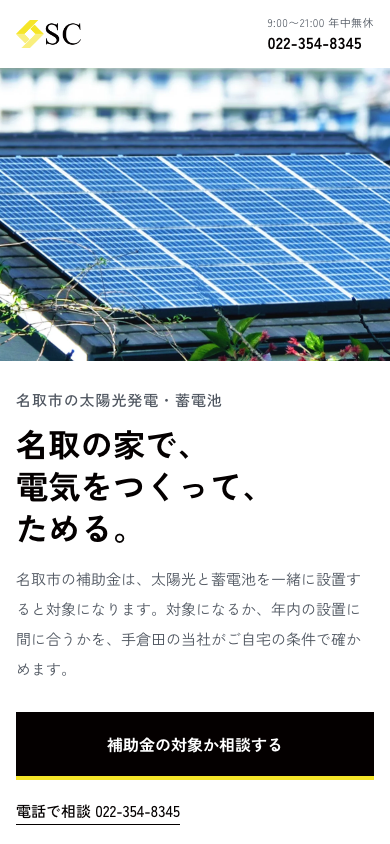 SC
9:00〜21:00 年中無休
022-354-8345
名取市の太陽光発電・蓄電池
名取の家で、
電気をつくって、
ためる。
名取市の補助金は、太陽光と蓄電池を一緒に設置す
ると対象になります。対象になるか、年内の設置に
間に合うかを、手倉田の当社がご自宅の条件で確か
めます。
補助金の対象か相談する
電話で相談 022-354-8345